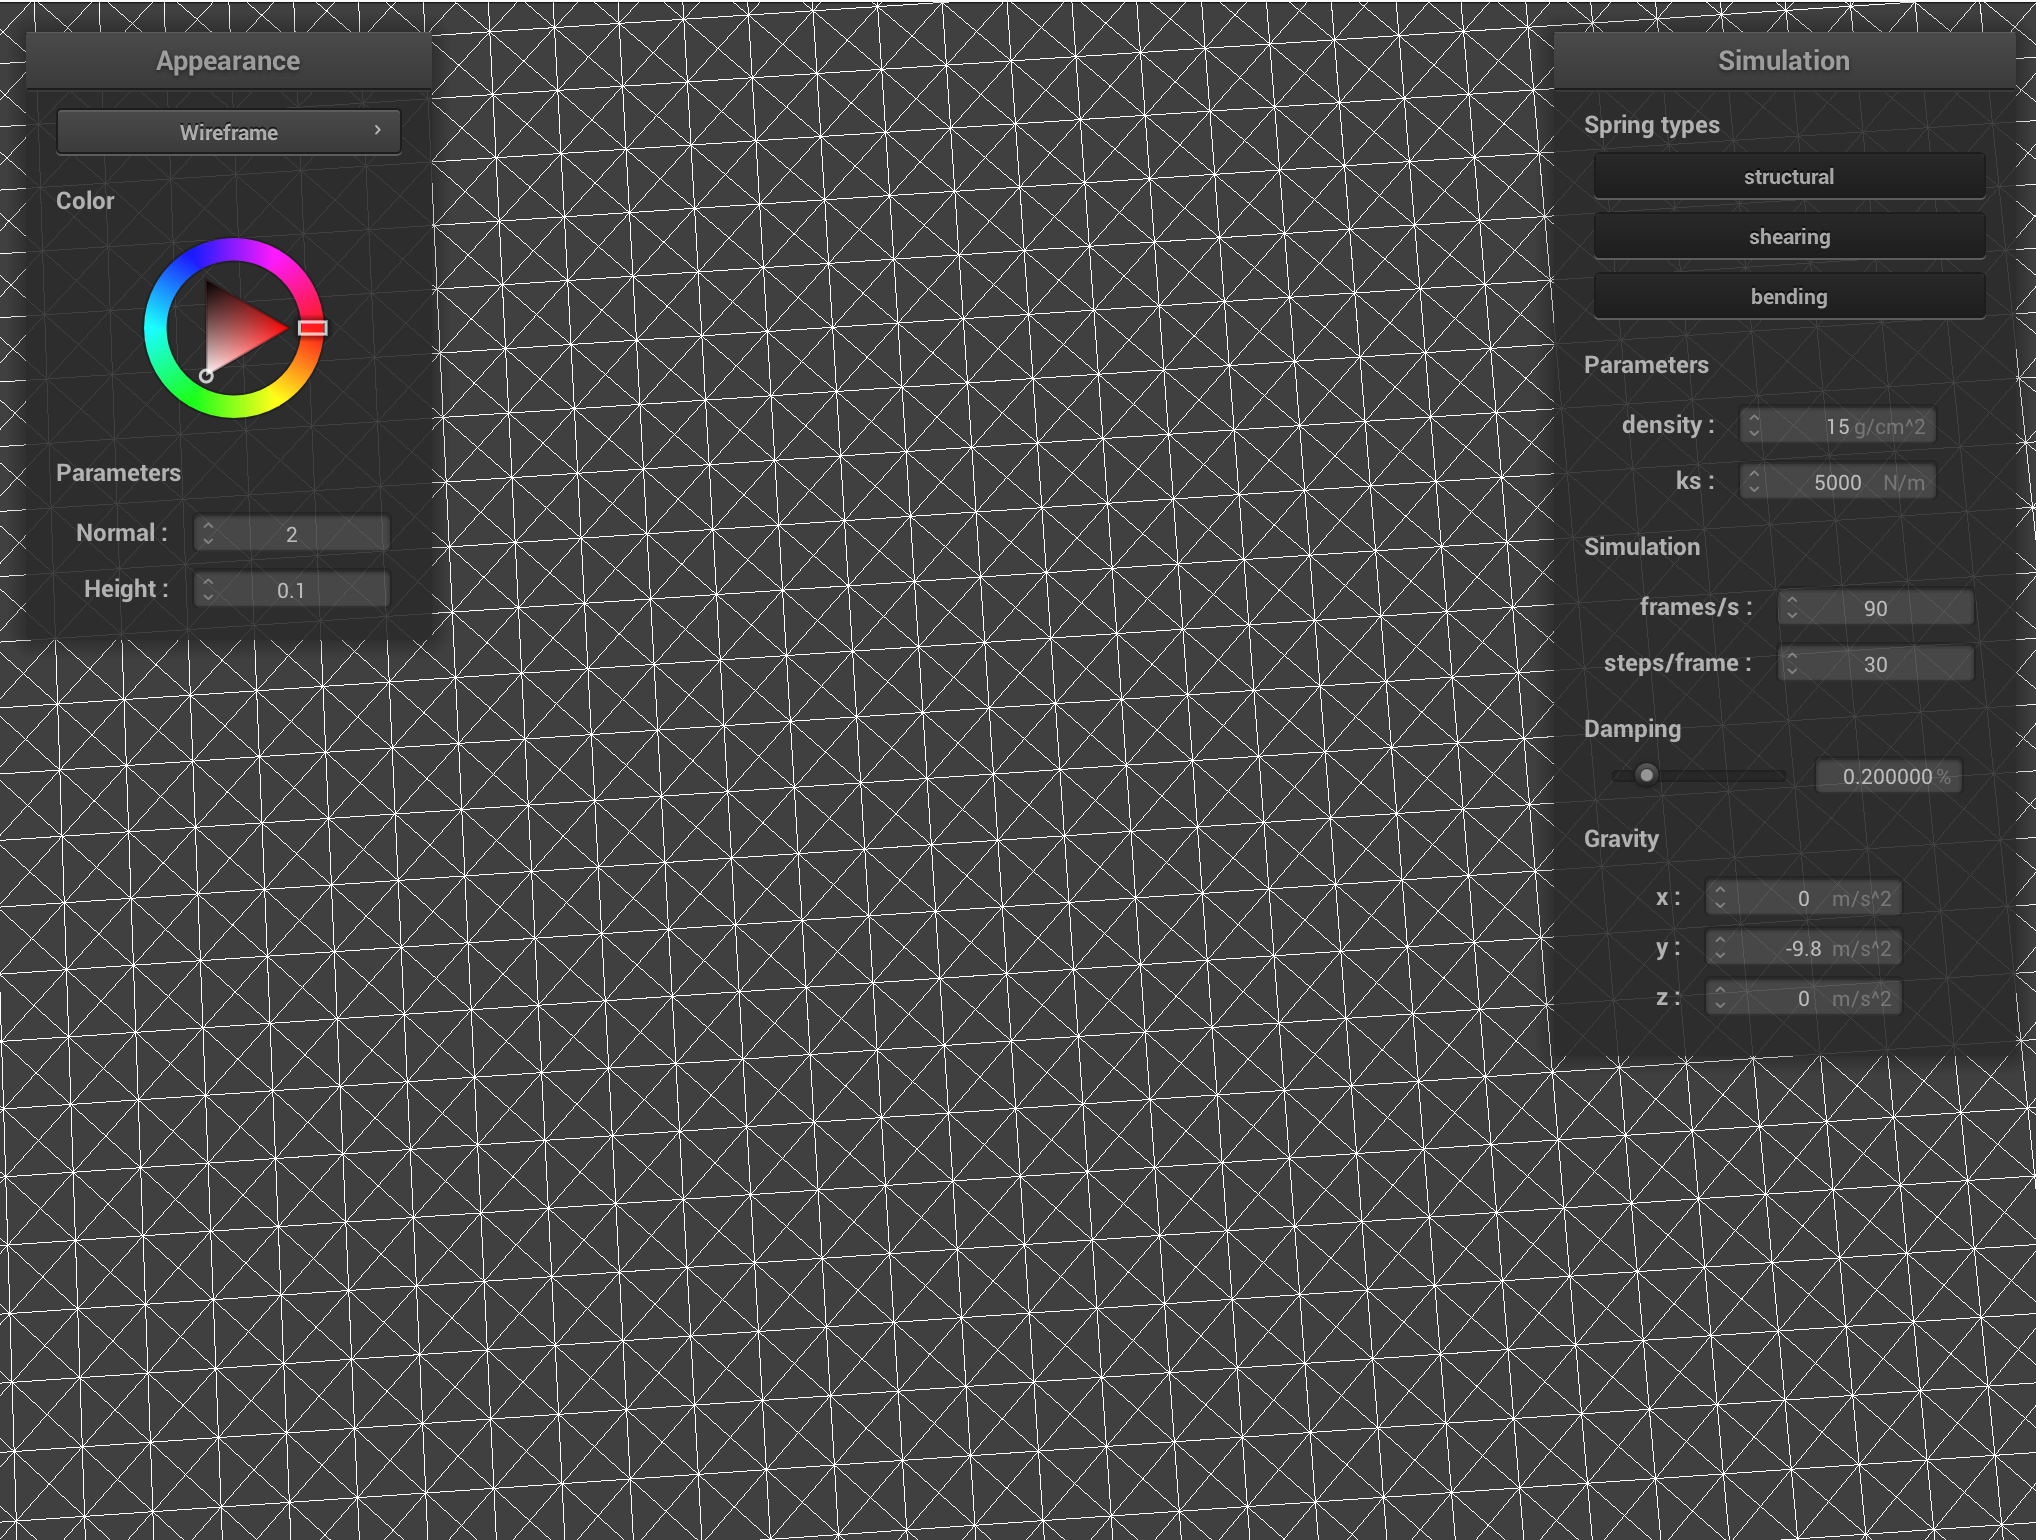 Appearance
Wireframe
Color
Parameters
Normal : 2
Height : 0.1
Simulation
Spring types
structural
shearing
bending
Parameters
density : 15 g/cm^2
ks : 5000 N/m
Simulation
frames/s : 90
steps/frame : 30
Damping
0.200000 %
Gravity
x : 0 m/s^2
y : -9.8 m/s^2
z : 0 m/s^2